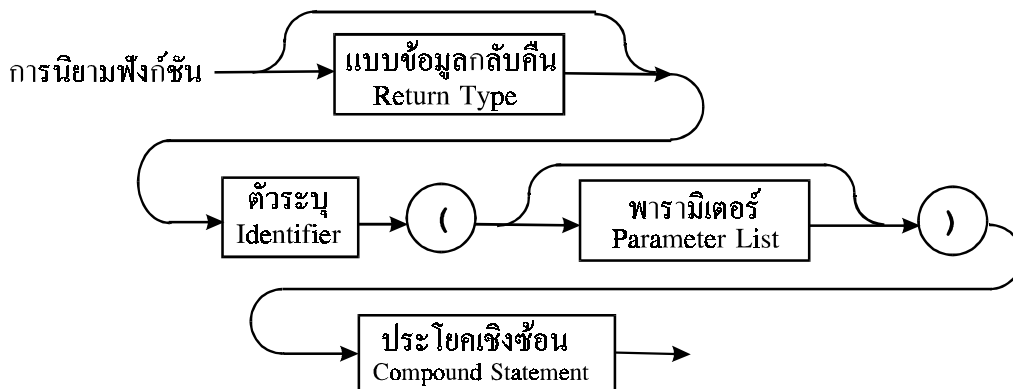 การนิยามฟังก์ชัน
แบบข้อมูลกลับคืน
Return Type
ตัวระบุ
Identifier
(
พารามิเตอร์
Parameter List
)
ประโยคเชิงซ้อน
Compound Statement